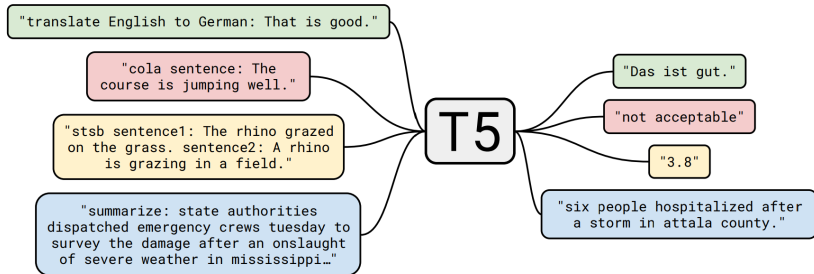 "translate English to German: That is good."
"cola sentence: The
course is jumping well."
"stsb sentence1: The rhino grazed
on the grass. sentence2: A rhino
is grazing in a field."
"summarize: state authorities
dispatched emergency crews tuesday to
survey the damage after an onslaught
of severe weather in mississippi…"
T5
"Das ist gut."
"not acceptable"
"3.8"
"six people hospitalized after
a storm in attala county."